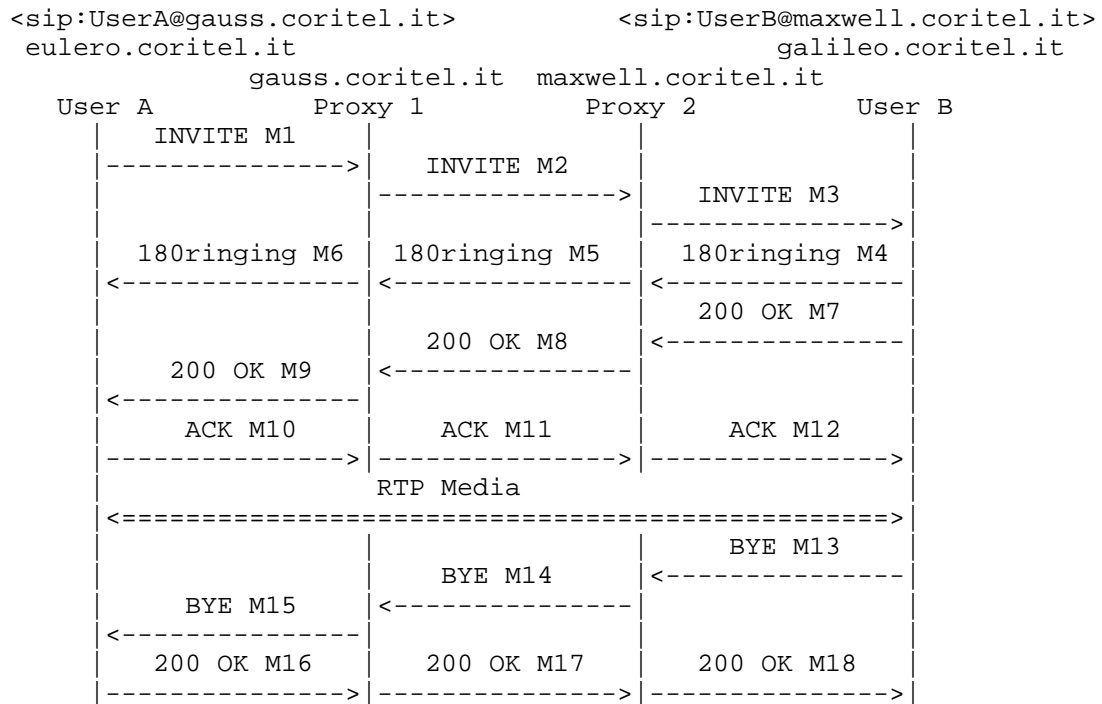 <sip:UserA@gauss.coritel.it> <sip:UserB@maxwell.coritel.it>
eulero.coritel.it galileo.coritel.it
gauss.coritel.it maxwell.coritel.it
User A Proxy 1 Proxy 2 User B
INVITE M1
INVITE M2
INVITE M3
180ringing M6 180ringing M5 180ringing M4
200 OK M7
200 OK M8
200 OK M9
ACK M10 ACK M11 ACK M12
RTP Media
BYE M13
BYE M14
BYE M15
200 OK M16 200 OK M17 200 OK M18